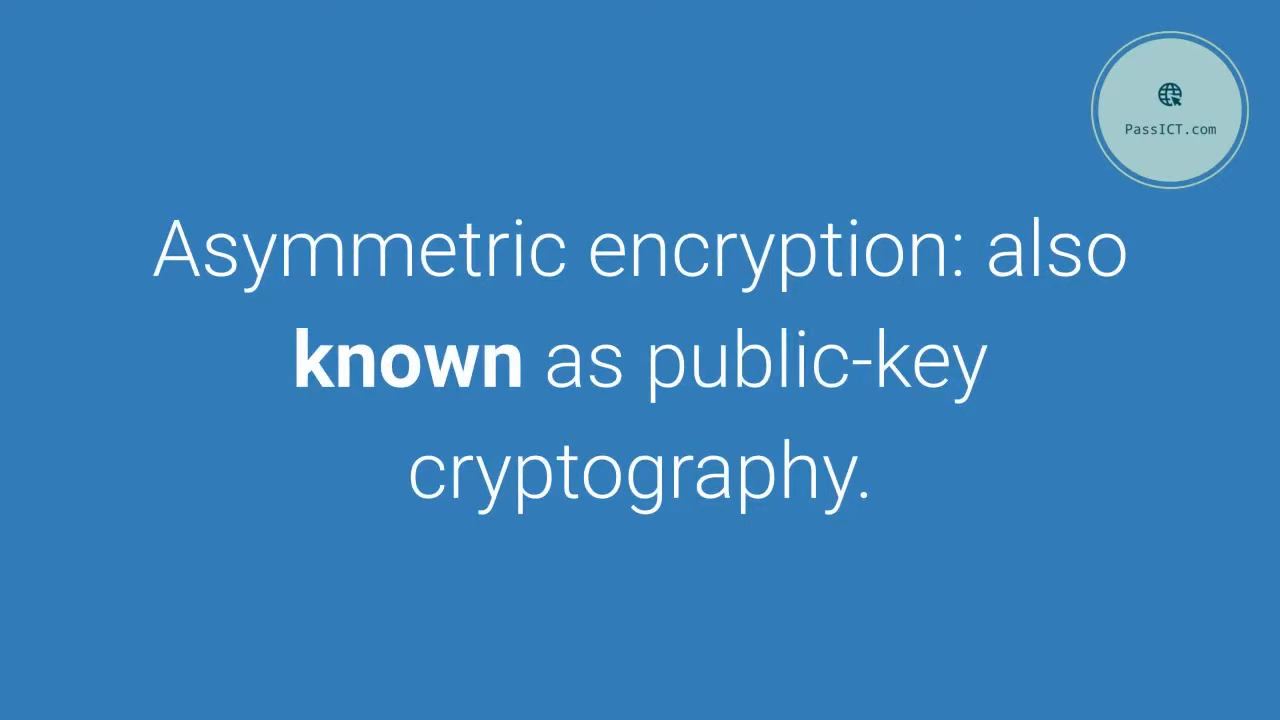 PassICT.com
Asymmetric encryption: also
known as public-key
cryptography.